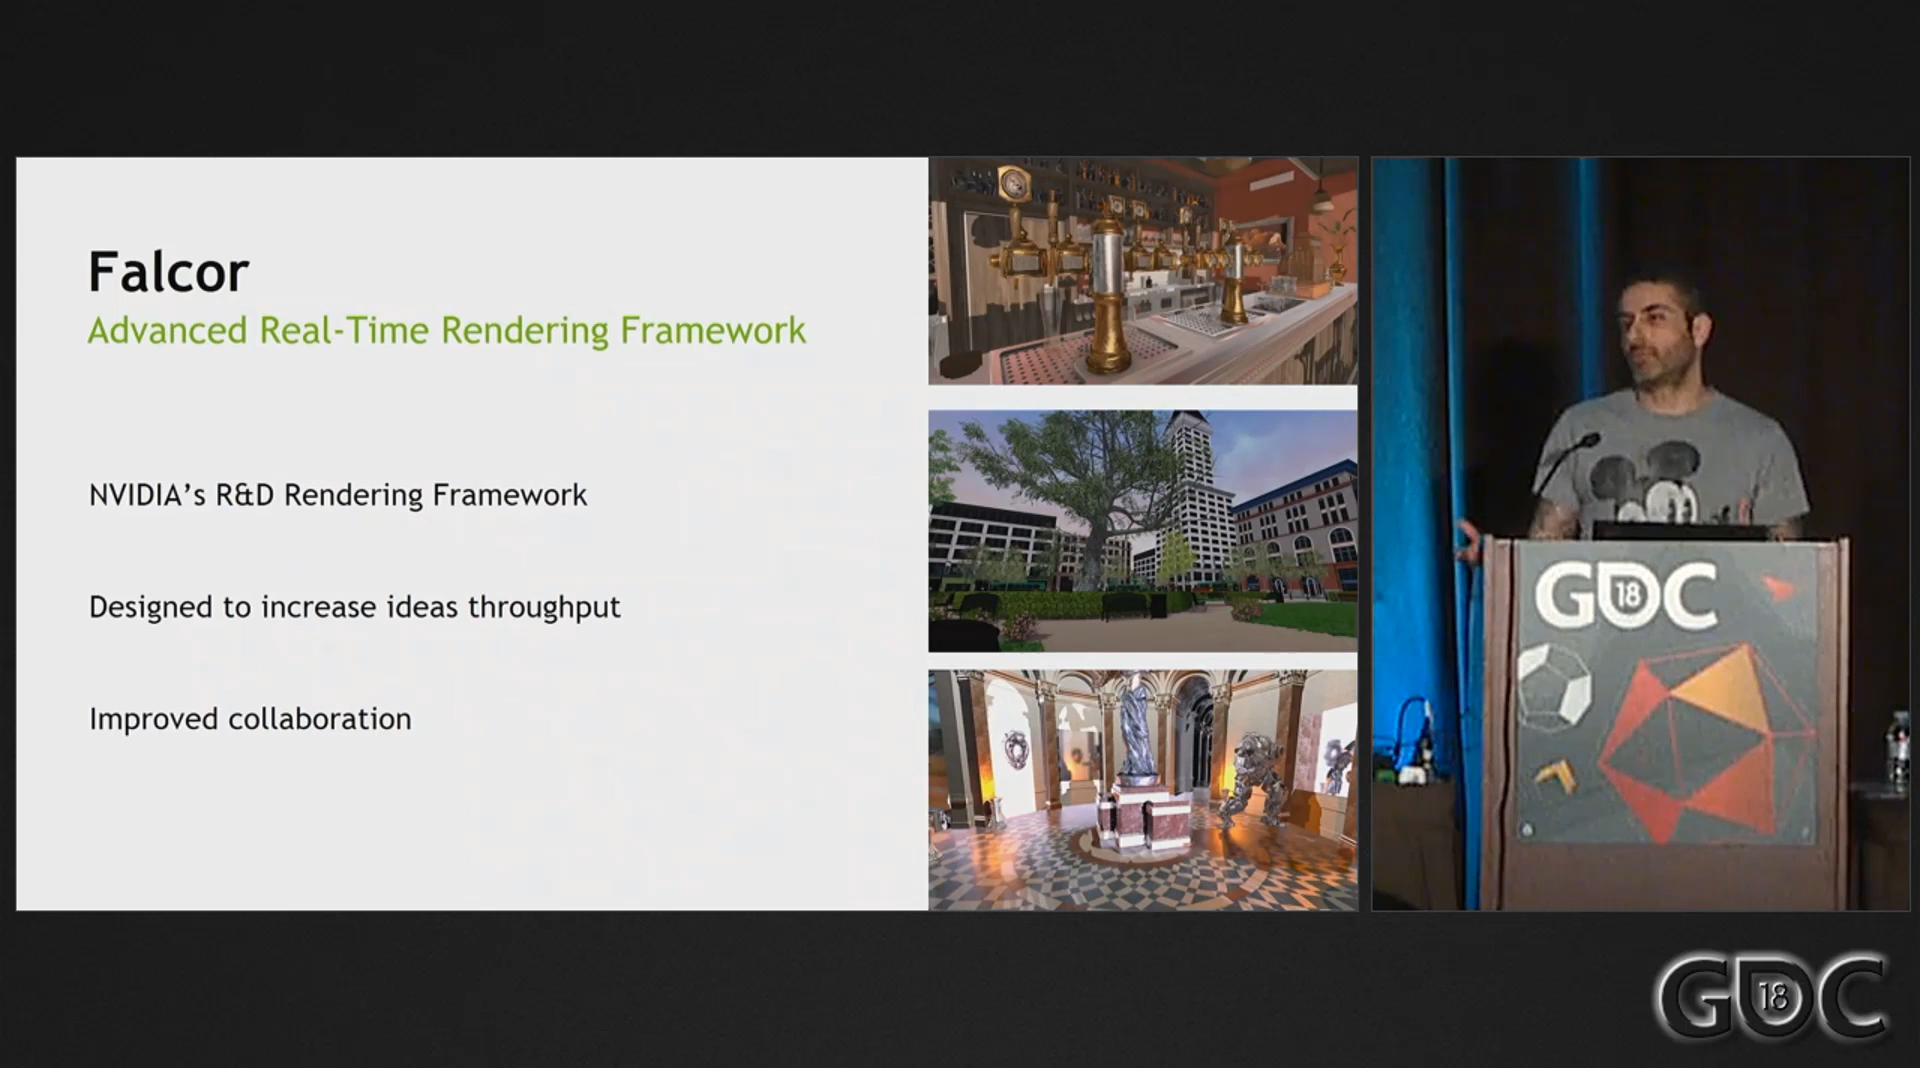 Falcor
Advanced Real-Time Rendering Framework
NVIDIA’s R&D Rendering Framework
Designed to increase ideas throughput
Improved collaboration
GDC
18
GDC
18